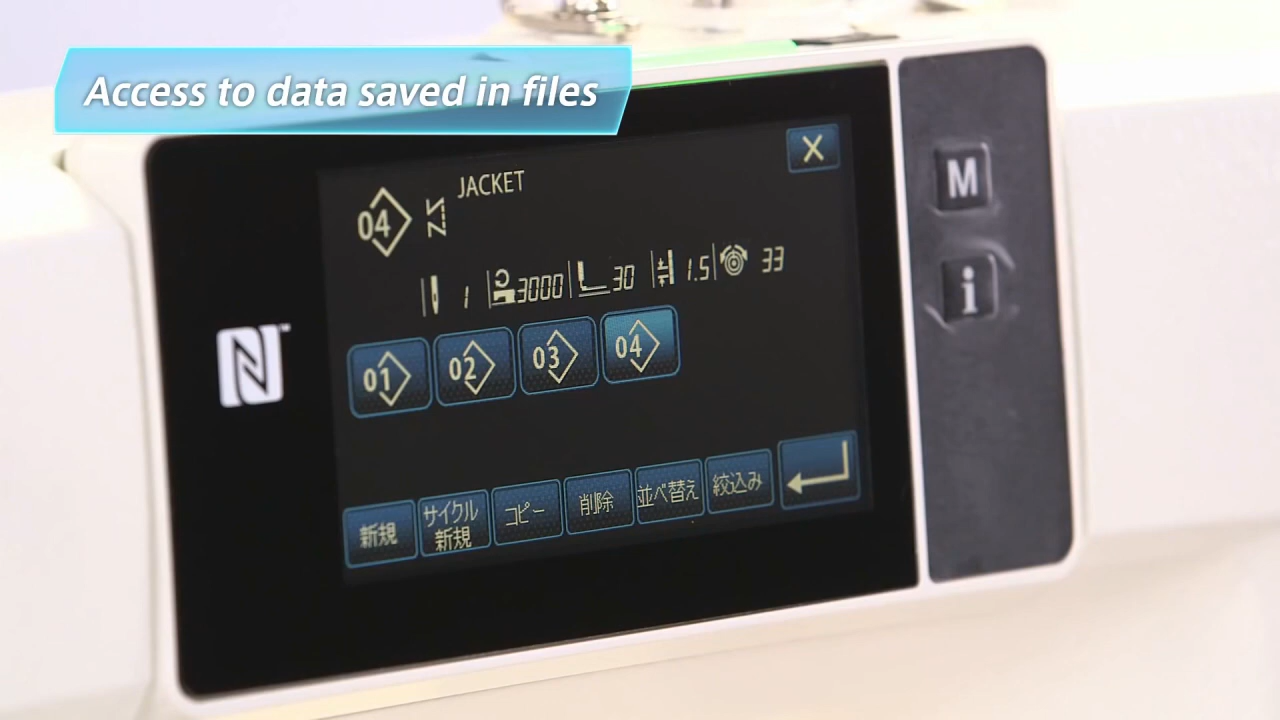 Access to data saved in files
X
04 JACKET
1 3000 30 1.5 33
01 02 03 04
新規 サイクル新規 コピー 削除 並べ替え 絞込み
N™
M
i